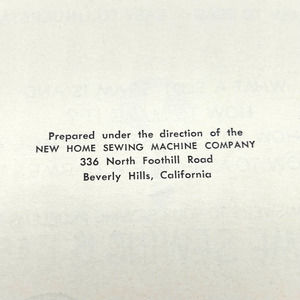 Prepared under the direction of the
NEW HOME SEWING MACHINE COMPANY
336 North Foothill Road
Beverly Hills, California